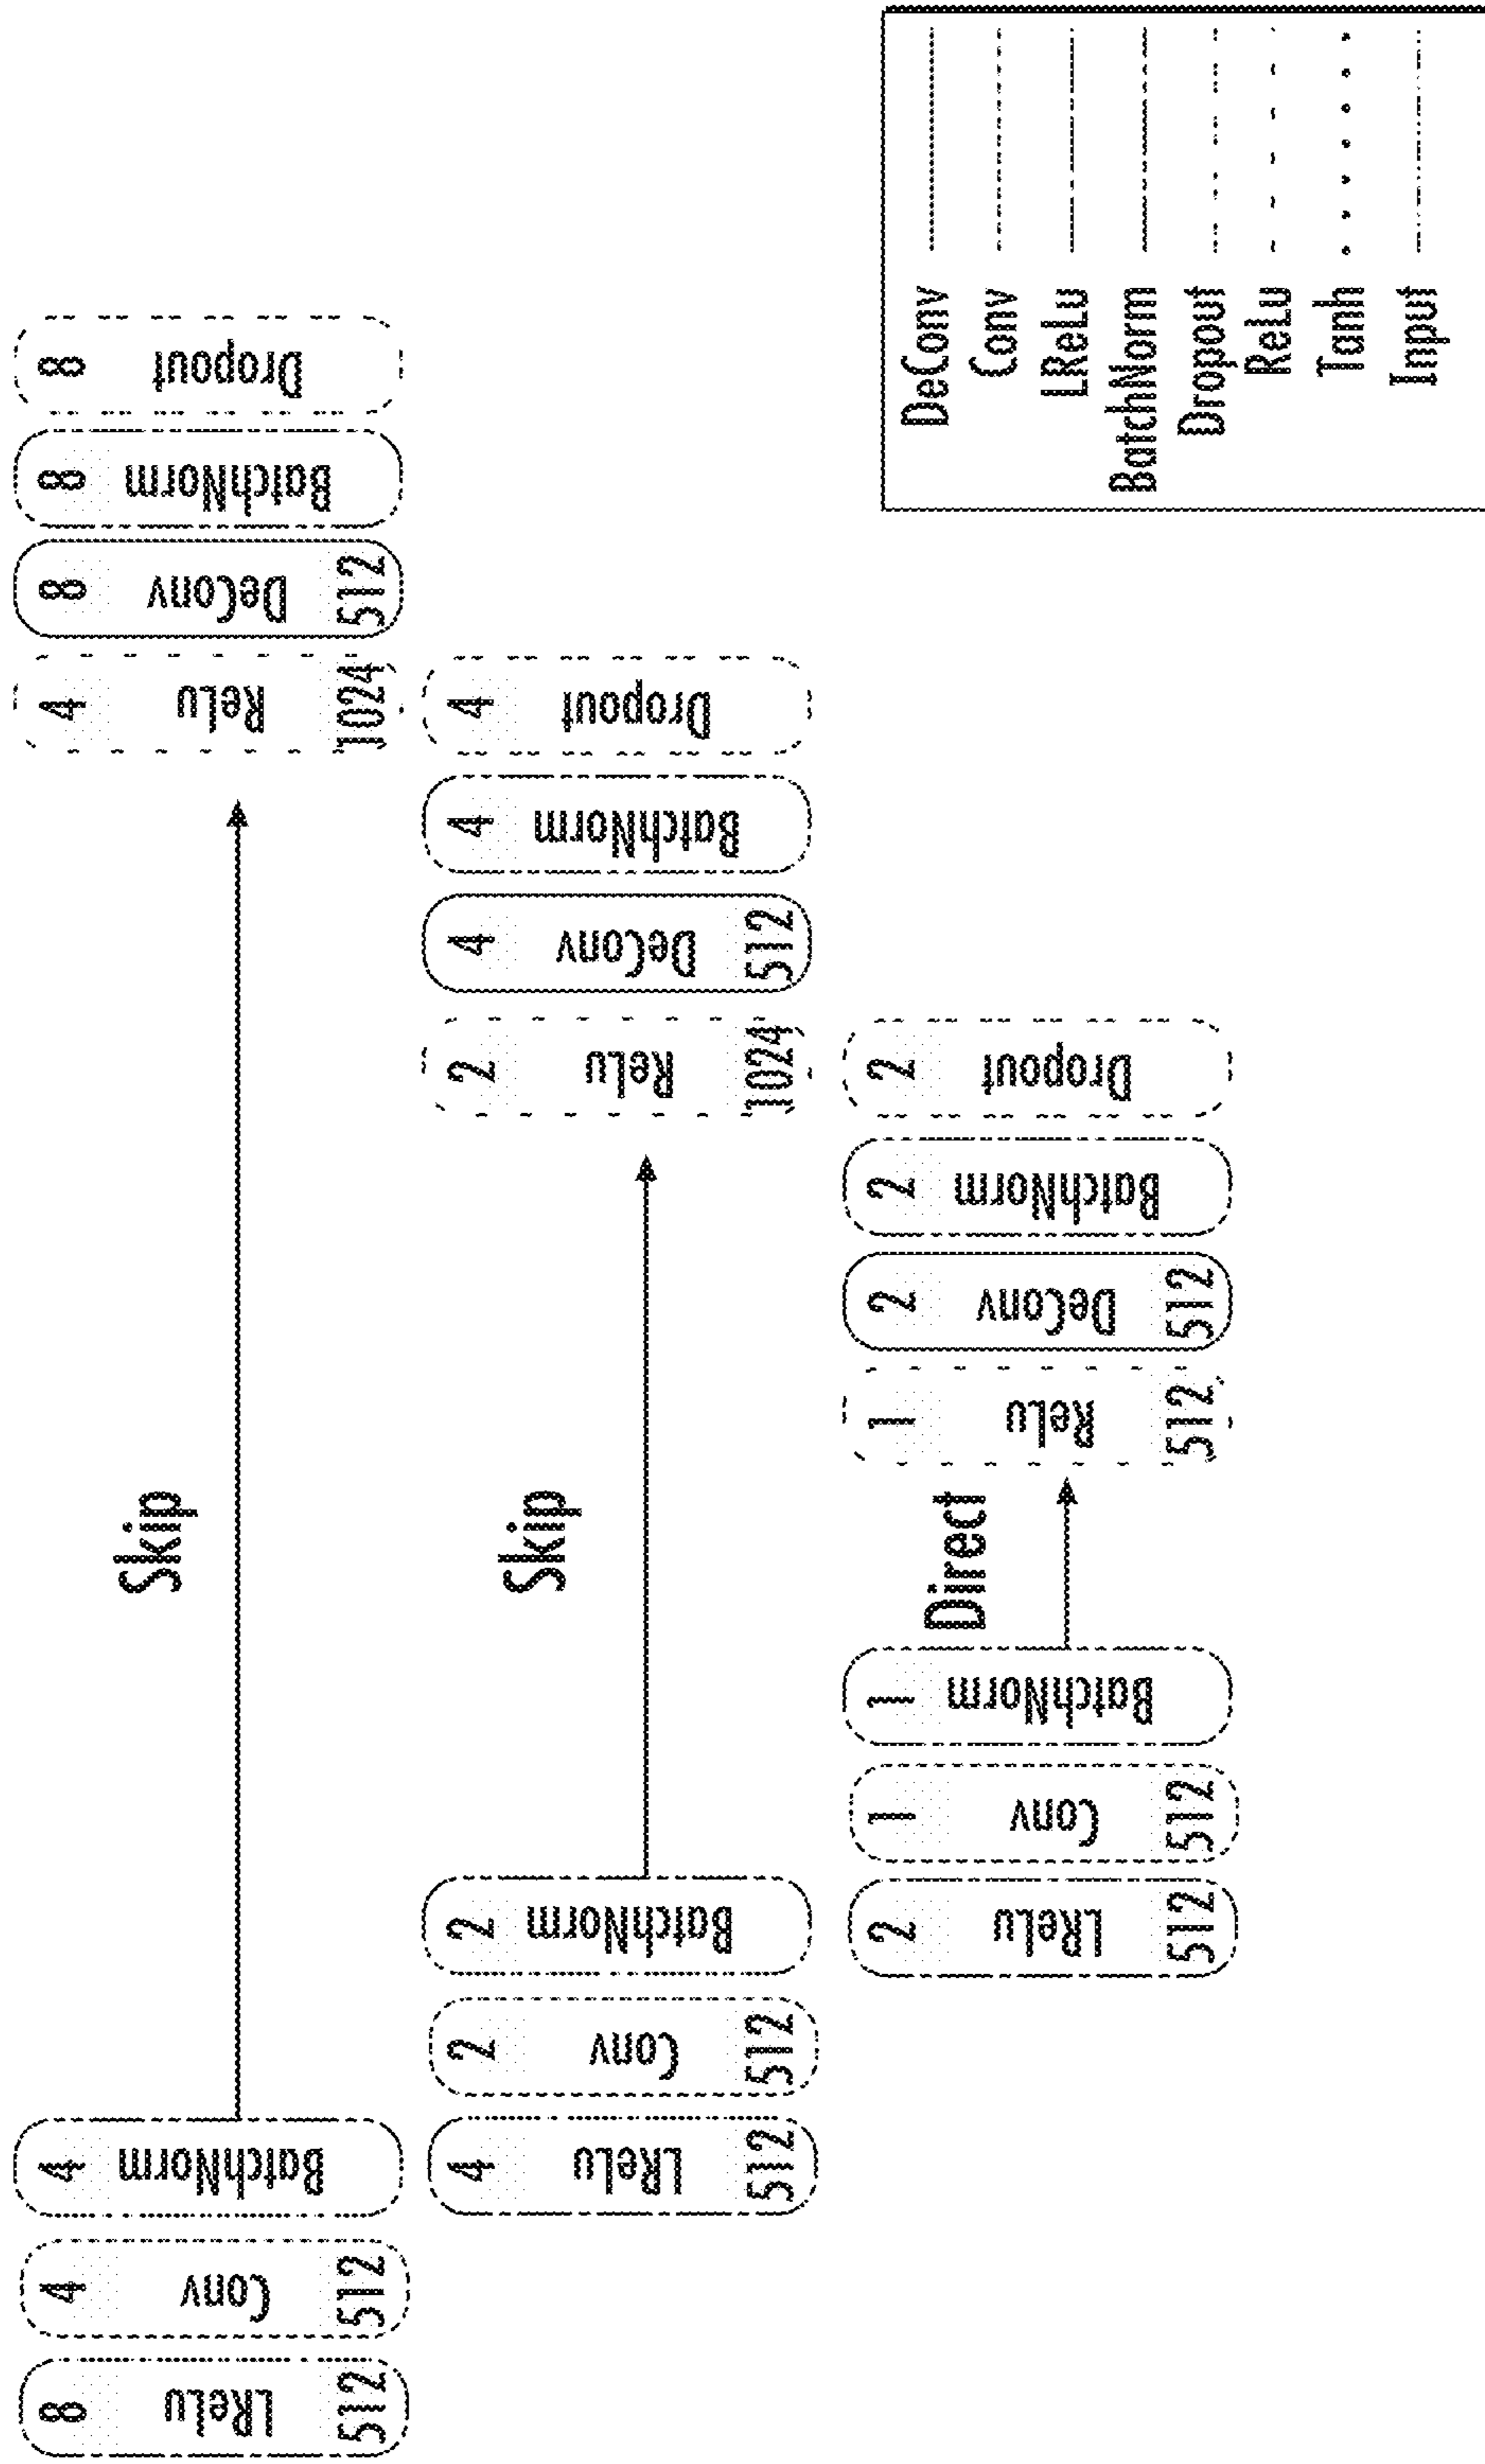 8
LReLu
512
4
Conv
512
4
BatchNorm
Skip
4
ReLu
1024
8
DeConv
512
8
BatchNorm
8
Dropout
4
LReLu
512
2
Conv
512
2
BatchNorm
Skip
2
ReLu
1024
4
DeConv
512
4
BatchNorm
4
Dropout
2
LReLu
512
1
Conv
512
1
BatchNorm
Direct
1
ReLu
512
2
DeConv
512
2
BatchNorm
2
Dropout
DeConv
Conv
LReLu
BatchNorm
Dropout
ReLu
Tanh
Input